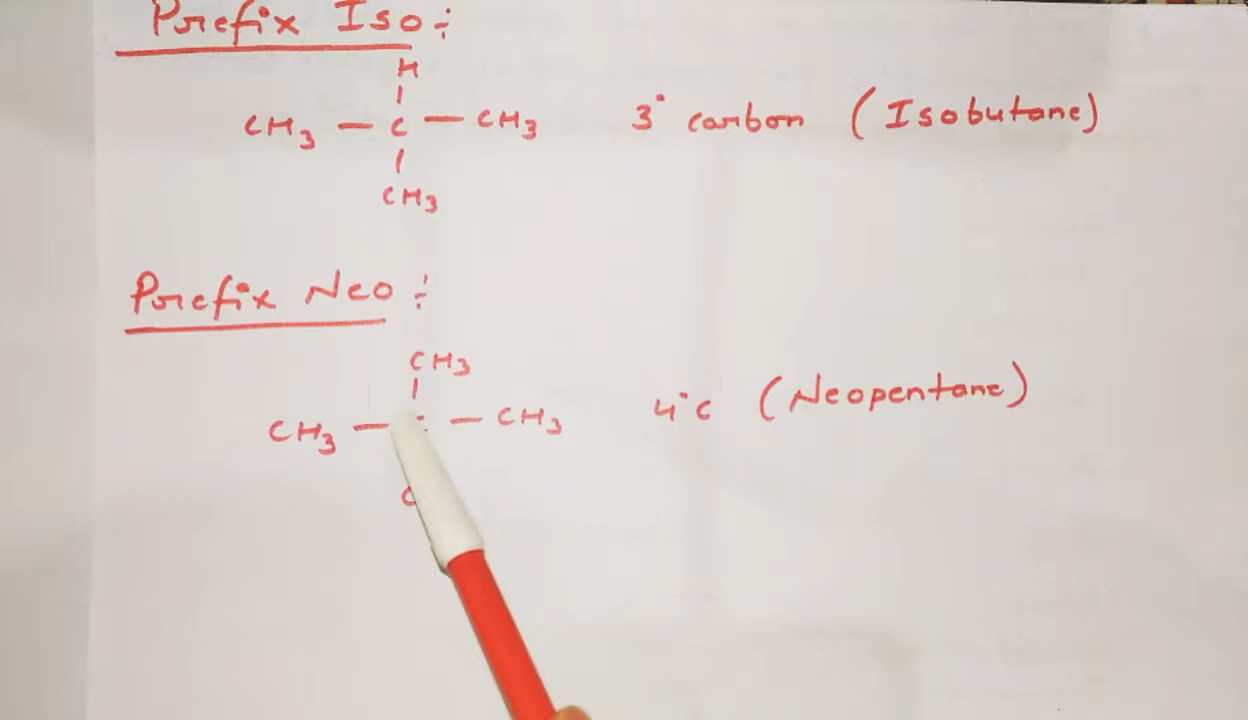 Prefix Iso :
H
|
CH3 — C — CH3 3° carbon (Isobutane)
|
CH3
Prefix Neo :
CH3
|
CH3 — — CH3 4°C (Neopentane)